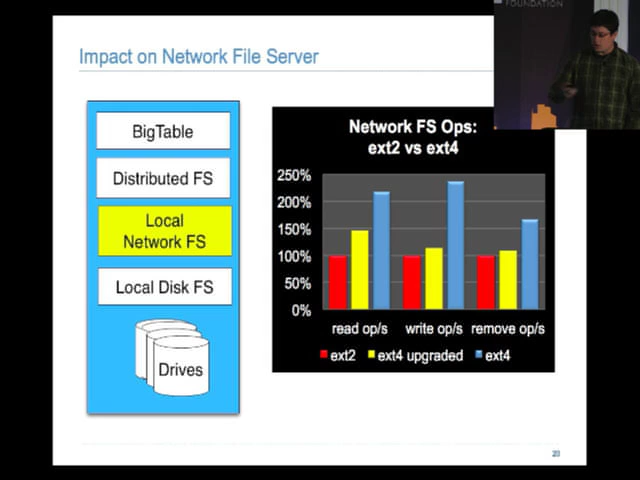 FOUNDATION
Impact on Network File Server
BigTable
Distributed FS
Local
Network FS
Local Disk FS
Drives
Network FS Ops:
ext2 vs ext4
250%
200%
150%
100%
50%
0%
read op/s write op/s remove op/s
ext2 ext4 upgraded ext4